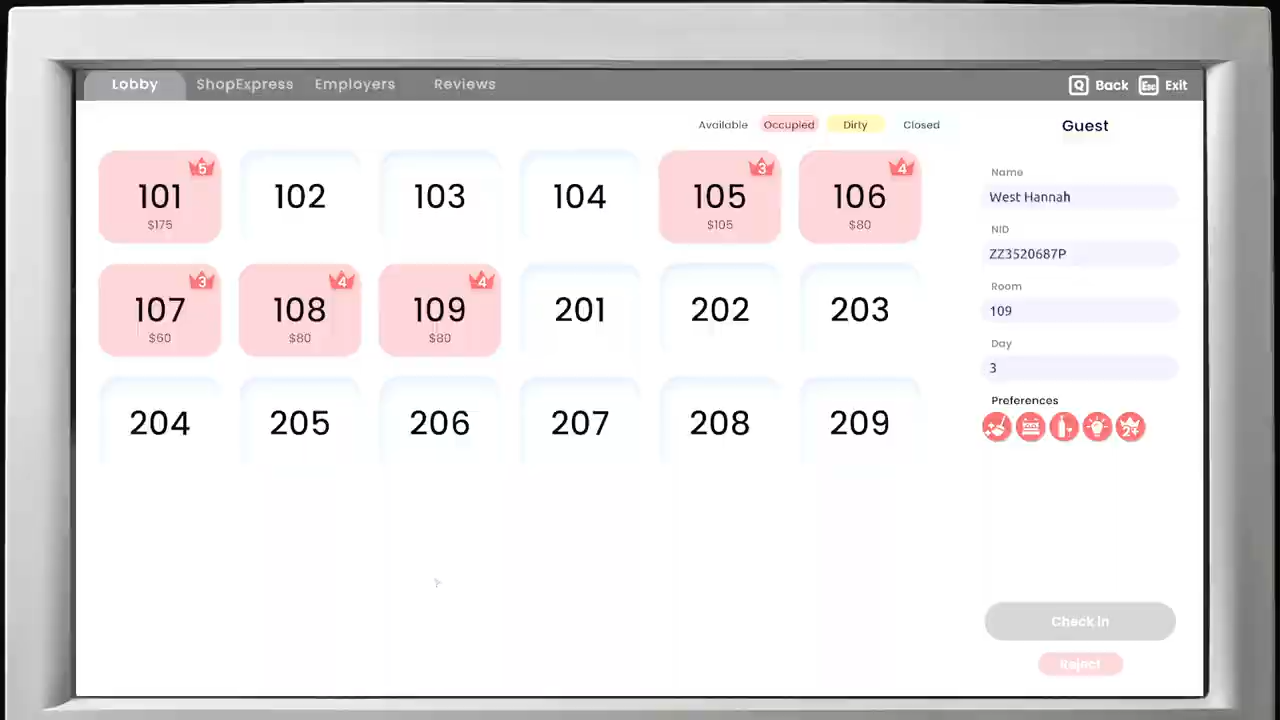 Lobby ShopExpress Employers Reviews Q Back Esc Exit
Available Occupied Dirty Closed
Guest
5 3 4
101 102 103 104 105 106
$175 $105 $80
3 4 4
107 108 109 201 202 203
$60 $80 $80
204 205 206 207 208 209
Name
West Hannah
NID
ZZ3520687P
Room
109
Day
3
Preferences
2+
Check in
Reject